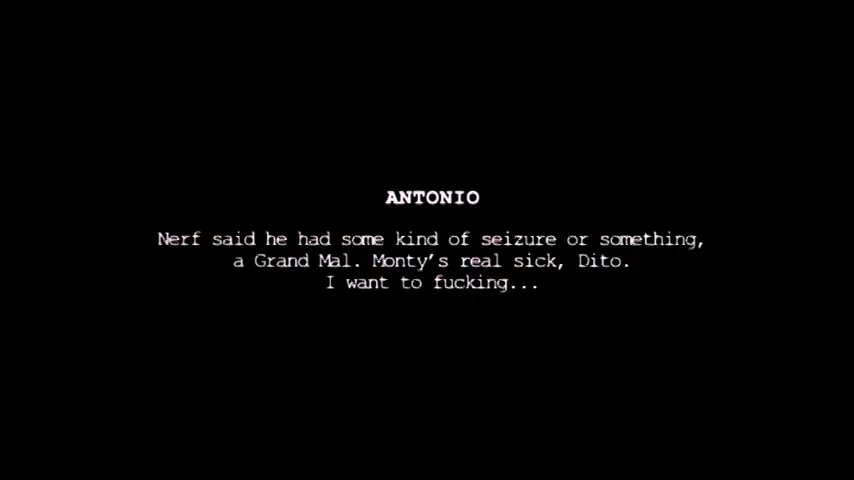 ANTONIO
Nerf said he had some kind of seizure or something,
a Grand Mal. Monty's real sick, Dito.
I want to fucking...